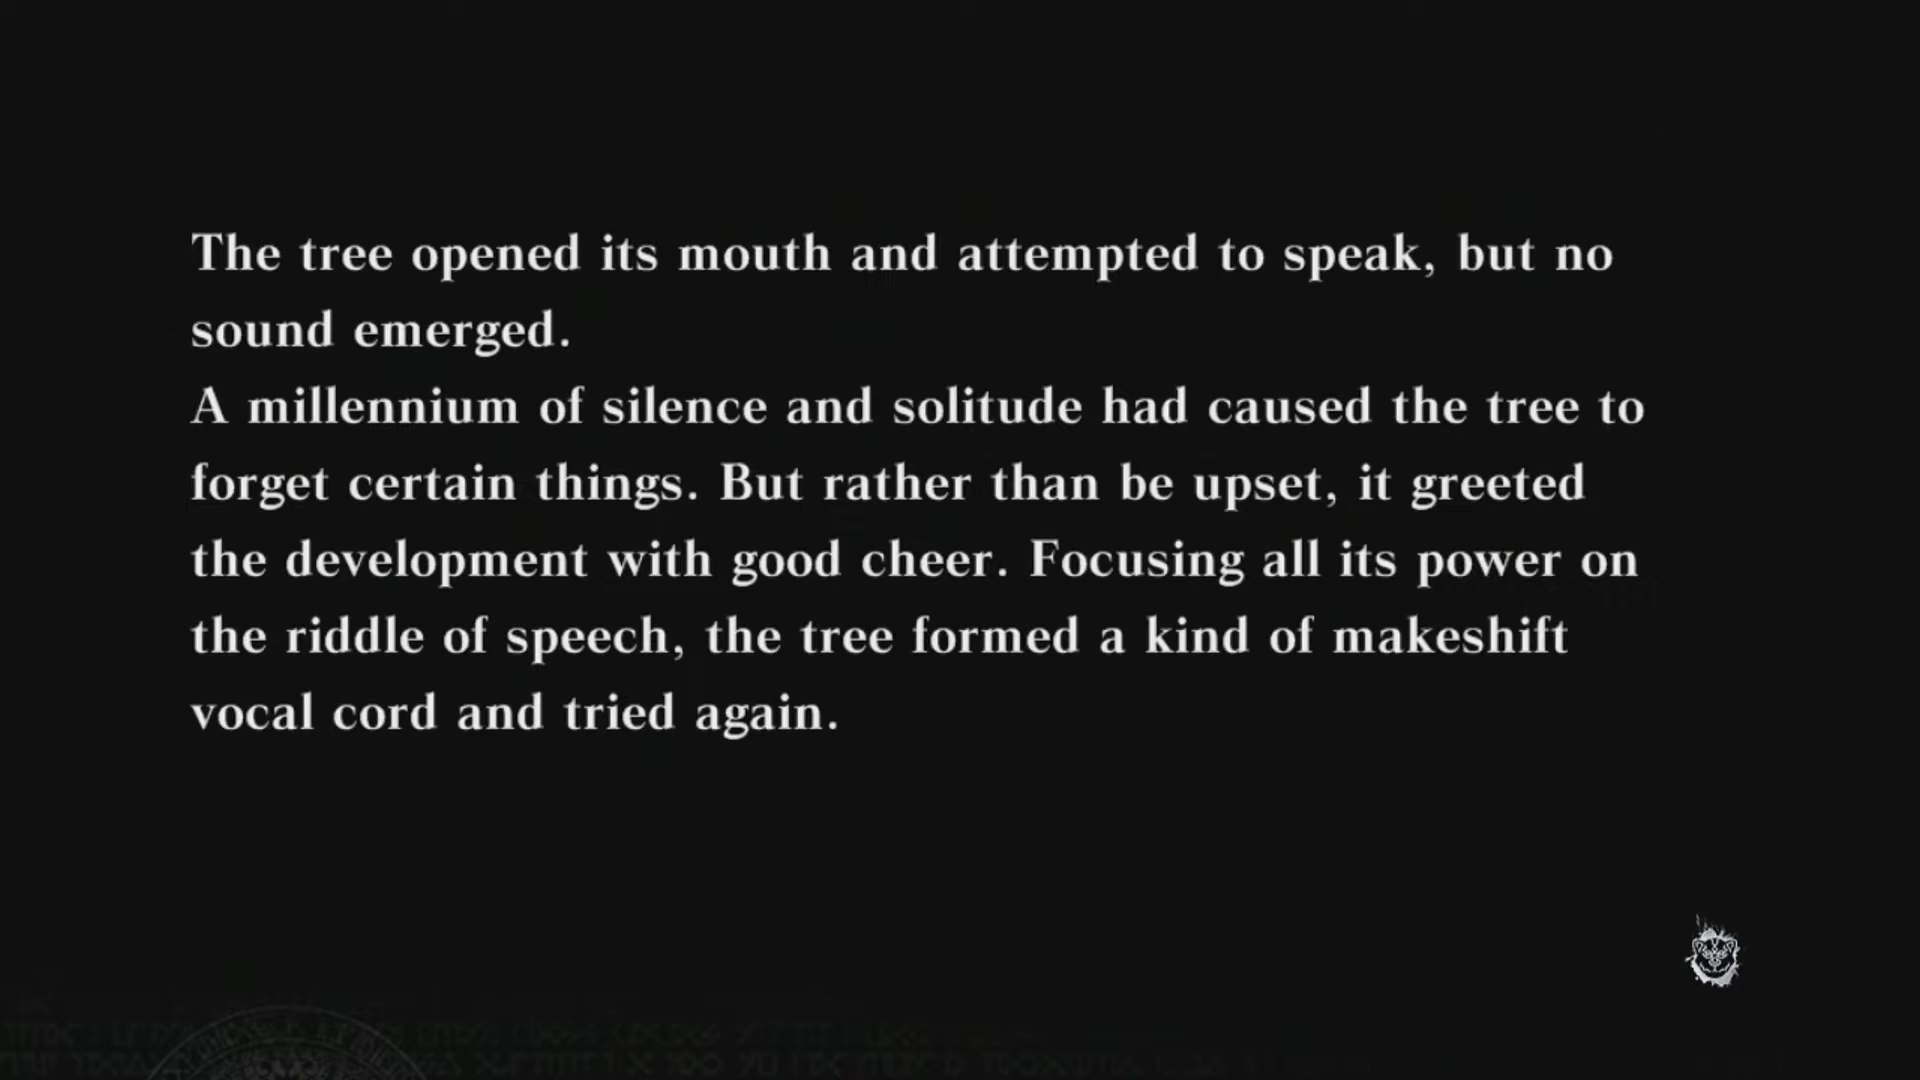 The tree opened its mouth and attempted to speak, but no
sound emerged.
A millennium of silence and solitude had caused the tree to
forget certain things. But rather than be upset, it greeted
the development with good cheer. Focusing all its power on
the riddle of speech, the tree formed a kind of makeshift
vocal cord and tried again.